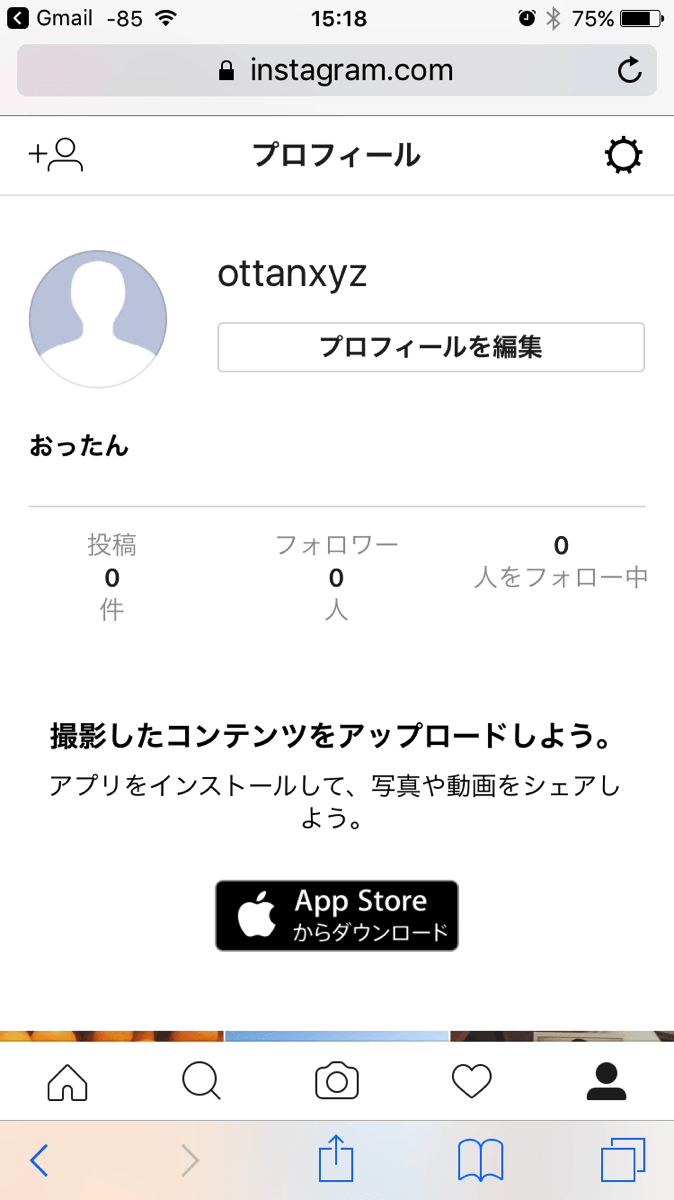 Gmail -85 15:18 75%
instagram.com
プロフィール
ottanxyz
プロフィールを編集
おったん
投稿
0
件
フォロワー
0
人
0
人をフォロー中
撮影したコンテンツをアップロードしよう。
アプリをインストールして、写真や動画をシェアし
よう。
App Store
からダウンロード